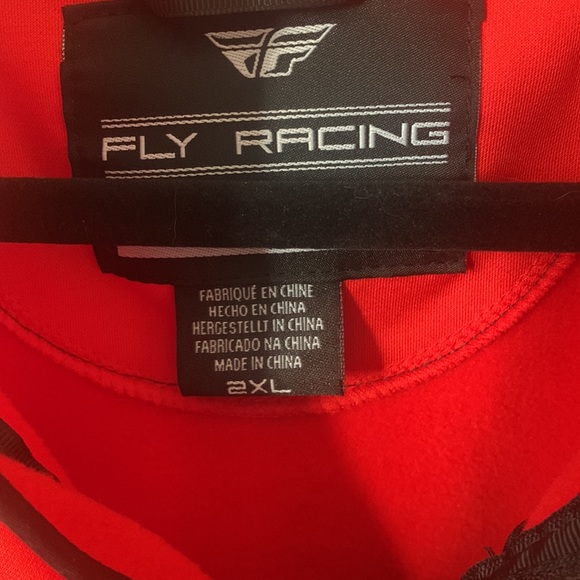 FLY RACING
FABRIQUÉ EN CHINE
HECHO EN CHINA
HERGESTELLT IN CHINA
FABRICADO NA CHINA
MADE IN CHINA
2XL